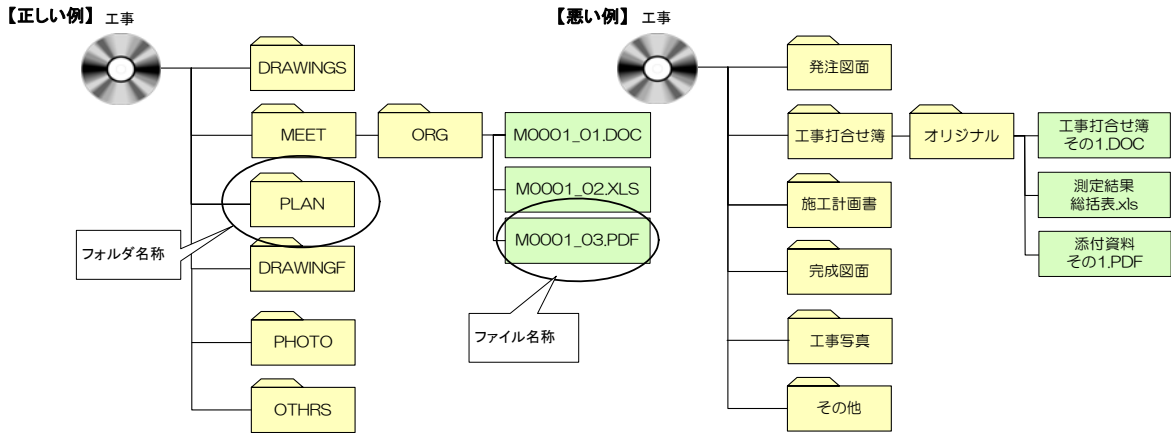 【正しい例】 工事
DRAWINGS
MEET
ORG
M0001_01.DOC
M0001_02.XLS
M0001_03.PDF
PLAN
フォルダ名称
DRAWINGF
ファイル名称
PHOTO
OTHRS
【悪い例】 工事
発注図面
工事打合せ簿
オリジナル
工事打合せ簿
その1.DOC
測定結果
総括表.xls
添付資料
その1.PDF
施工計画書
完成図面
工事写真
その他